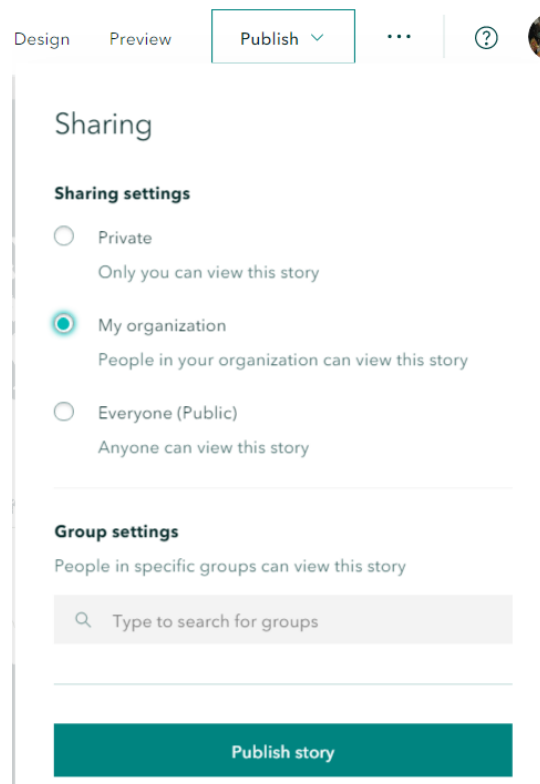 Design Preview Publish
Sharing
Sharing settings
Private
Only you can view this story
My organization
People in your organization can view this story
Everyone (Public)
Anyone can view this story
Group settings
People in specific groups can view this story
Type to search for groups
Publish story